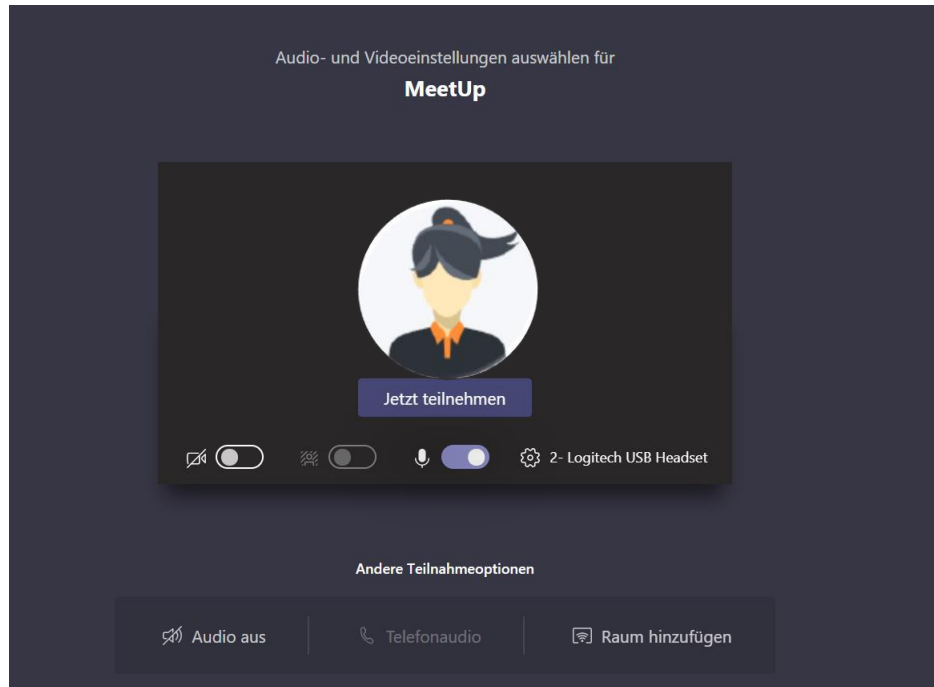 Audio- und Videoeinstellungen auswählen für
MeetUp
Jetzt teilnehmen
2- Logitech USB Headset
Andere Teilnahmeoptionen
Audio aus
Telefonaudio
Raum hinzufügen